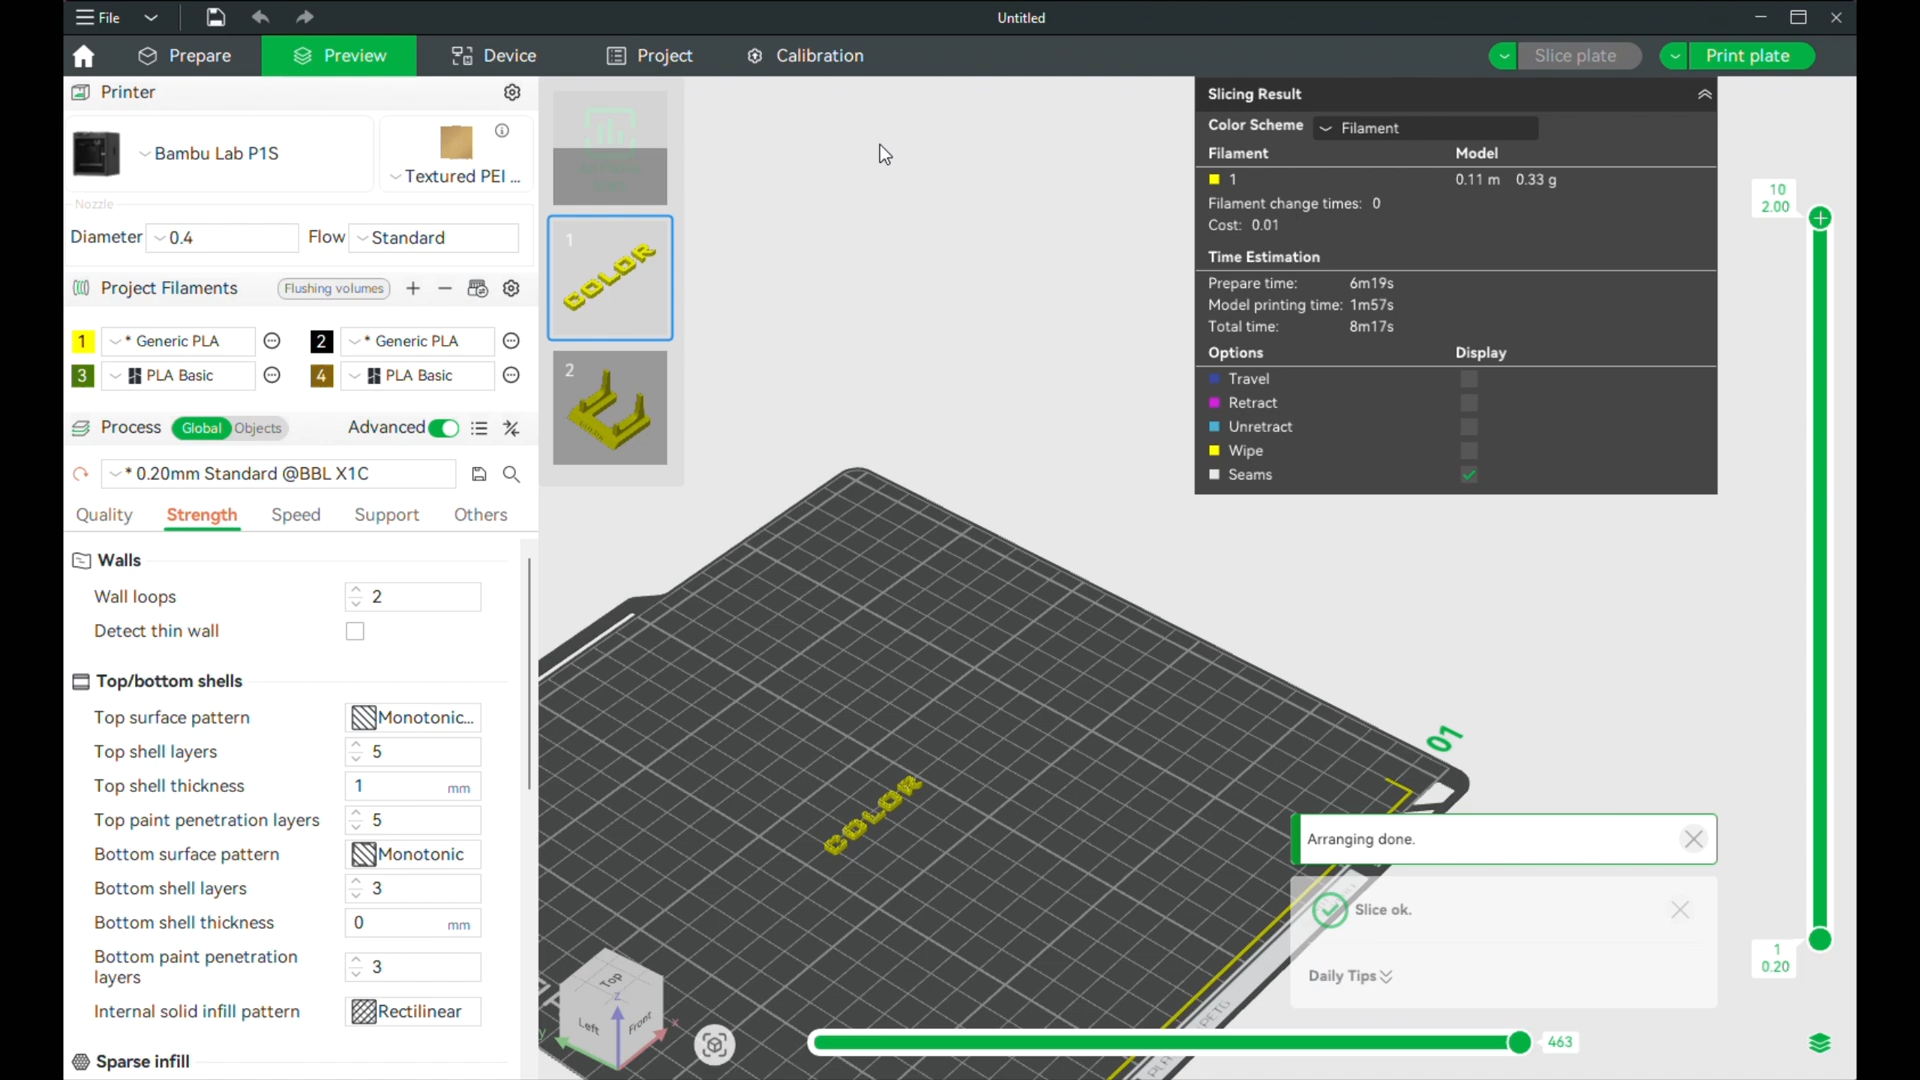 File
Untitled
Prepare
Preview
Device
Project
Calibration
Slice plate
Print plate
Printer
Bambu Lab P1S
Textured PEI ...
Nozzle
Diameter
0.4
Flow
Standard
Project Filaments
Flushing volumes
1
* Generic PLA
2
* Generic PLA
3
PLA Basic
4
PLA Basic
Process
Global
Objects
Advanced
* 0.20mm Standard @BBL X1C
Quality
Strength
Speed
Support
Others
Walls
Wall loops
2
Detect thin wall
Top/bottom shells
Top surface pattern
Monotonic...
Top shell layers
5
Top shell thickness
1
mm
Top paint penetration layers
5
Bottom surface pattern
Monotonic
Bottom shell layers
3
Bottom shell thickness
0
mm
Bottom paint penetration
layers
3
Internal solid infill pattern
Rectilinear
Sparse infill
1
COLOR
2
Slicing Result
Color Scheme
Filament
Filament
Model
1
0.11 m
0.33 g
Filament change times: 0
Cost: 0.01
Time Estimation
Prepare time: 6m19s
Model printing time: 1m57s
Total time: 8m17s
Options
Display
Travel
Retract
Unretract
Wipe
Seams
10
2.00
01
COLOR
Arranging done.
Slice ok.
Daily Tips
1
0.20
Top
Left
Front
z
x
y
463
PETG